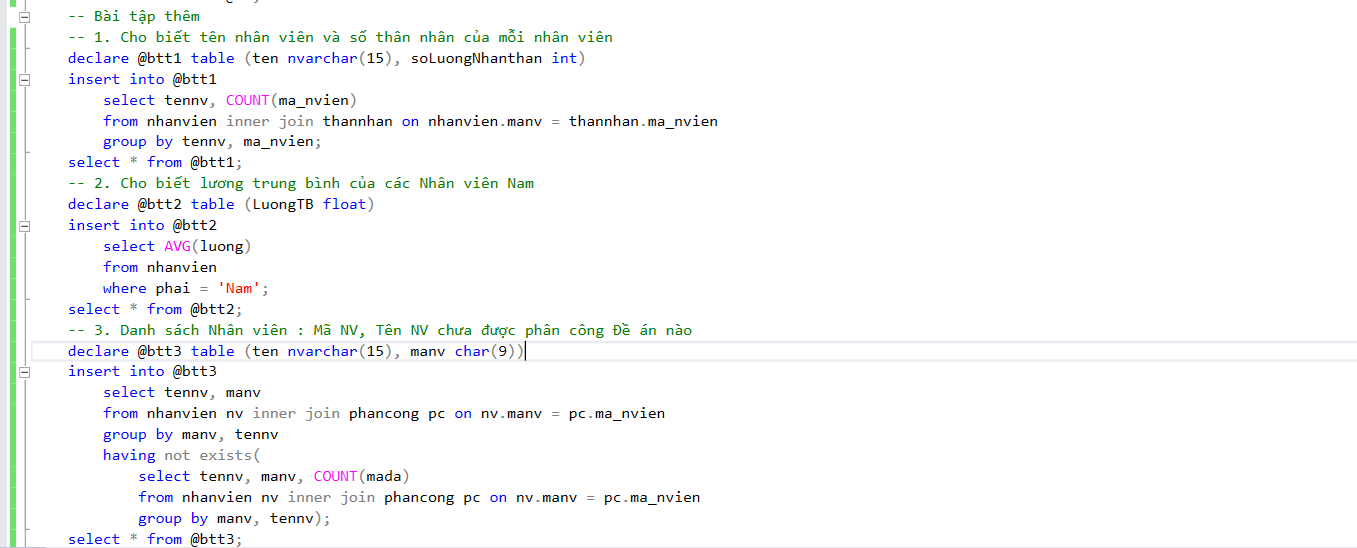 -- Bài tập thêm
-- 1. Cho biết tên nhân viên và số thân nhân của mỗi nhân viên
declare @btt1 table (ten nvarchar(15), soLuongNhanthan int)
insert into @btt1
select tennv, COUNT(ma_nvien)
from nhanvien inner join thannhan on nhanvien.manv = thannhan.ma_nvien
group by tennv, ma_nvien;
select * from @btt1;
-- 2. Cho biết lương trung bình của các Nhân viên Nam
declare @btt2 table (LuongTB float)
insert into @btt2
select AVG(luong)
from nhanvien
where phai = 'Nam';
select * from @btt2;
-- 3. Danh sách Nhân viên : Mã NV, Tên NV chưa được phân công Đề án nào
declare @btt3 table (ten nvarchar(15), manv char(9))
insert into @btt3
select tennv, manv
from nhanvien nv inner join phancong pc on nv.manv = pc.ma_nvien
group by manv, tennv
having not exists(
select tennv, manv, COUNT(mada)
from nhanvien nv inner join phancong pc on nv.manv = pc.ma_nvien
group by manv, tennv);
select * from @btt3;